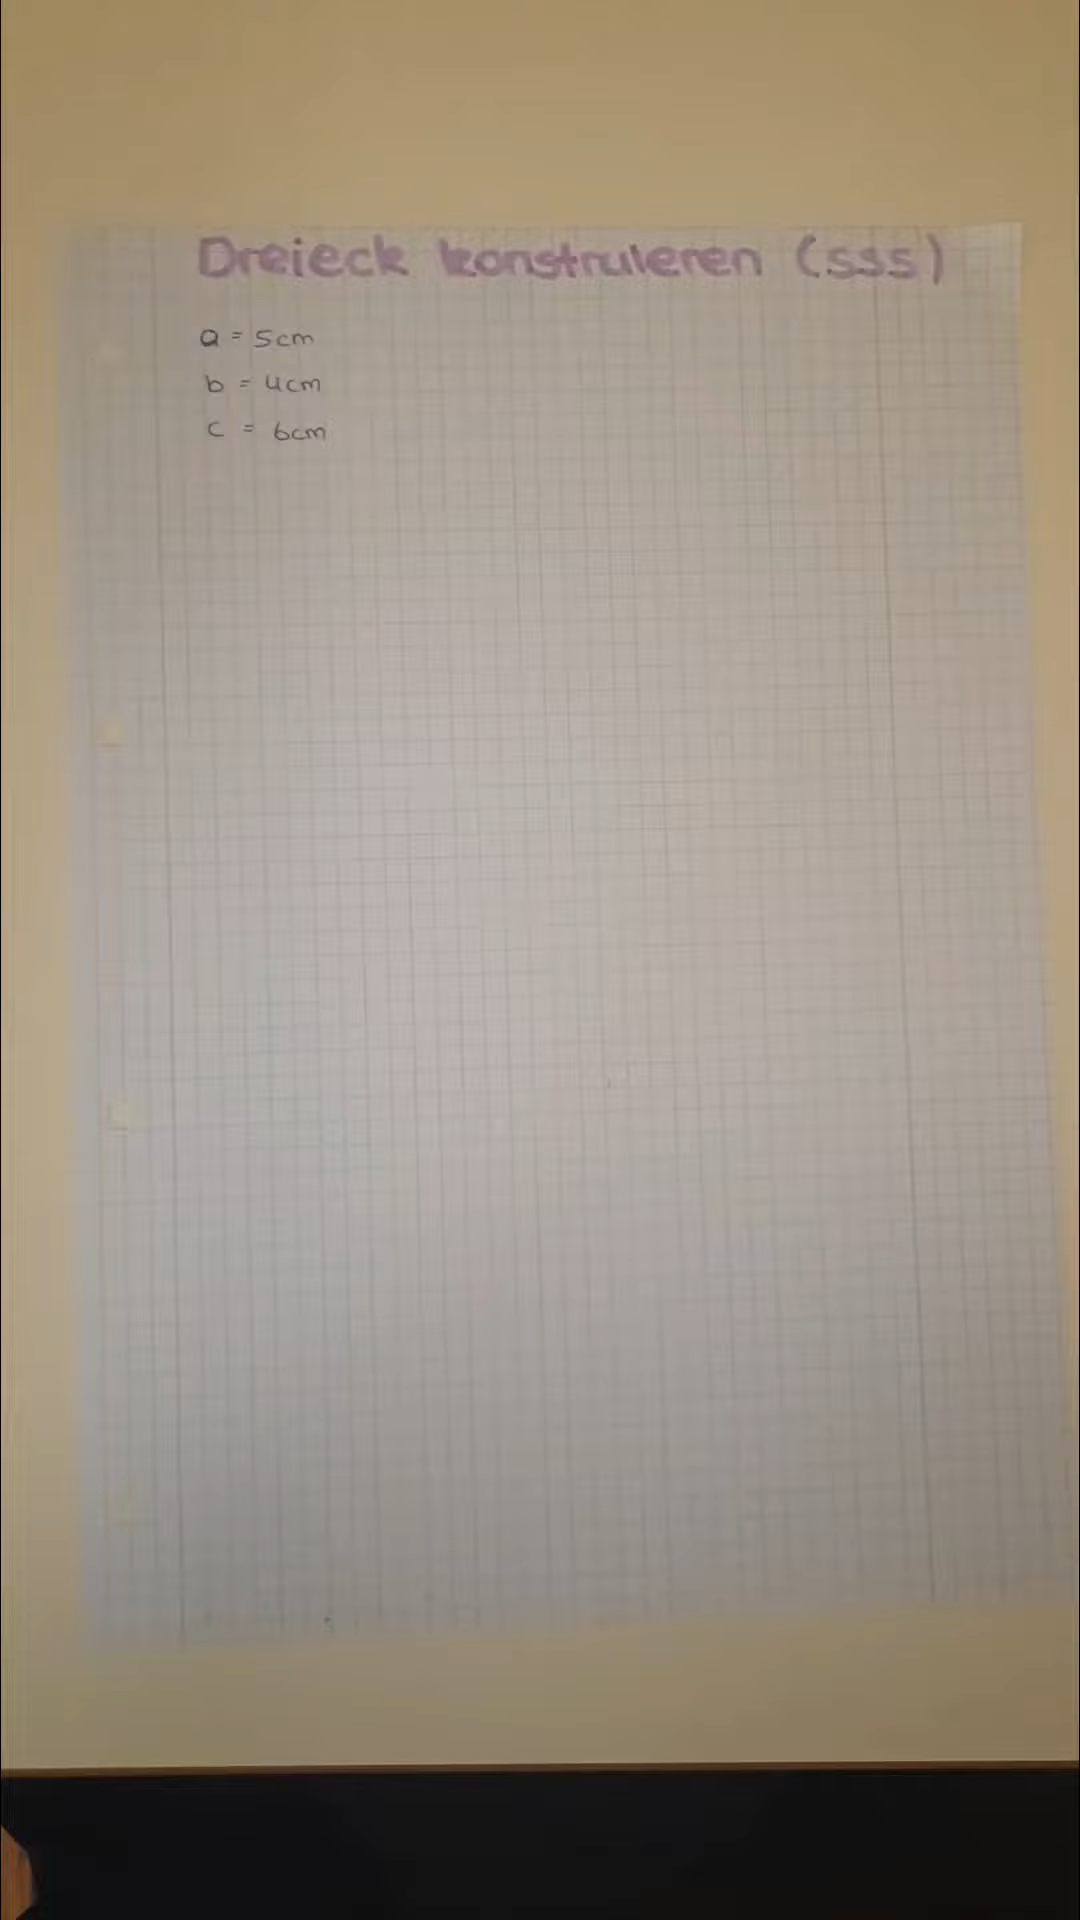 Dreieck konstruieren (sss)
a = 5cm
b = 4cm
c = 6cm